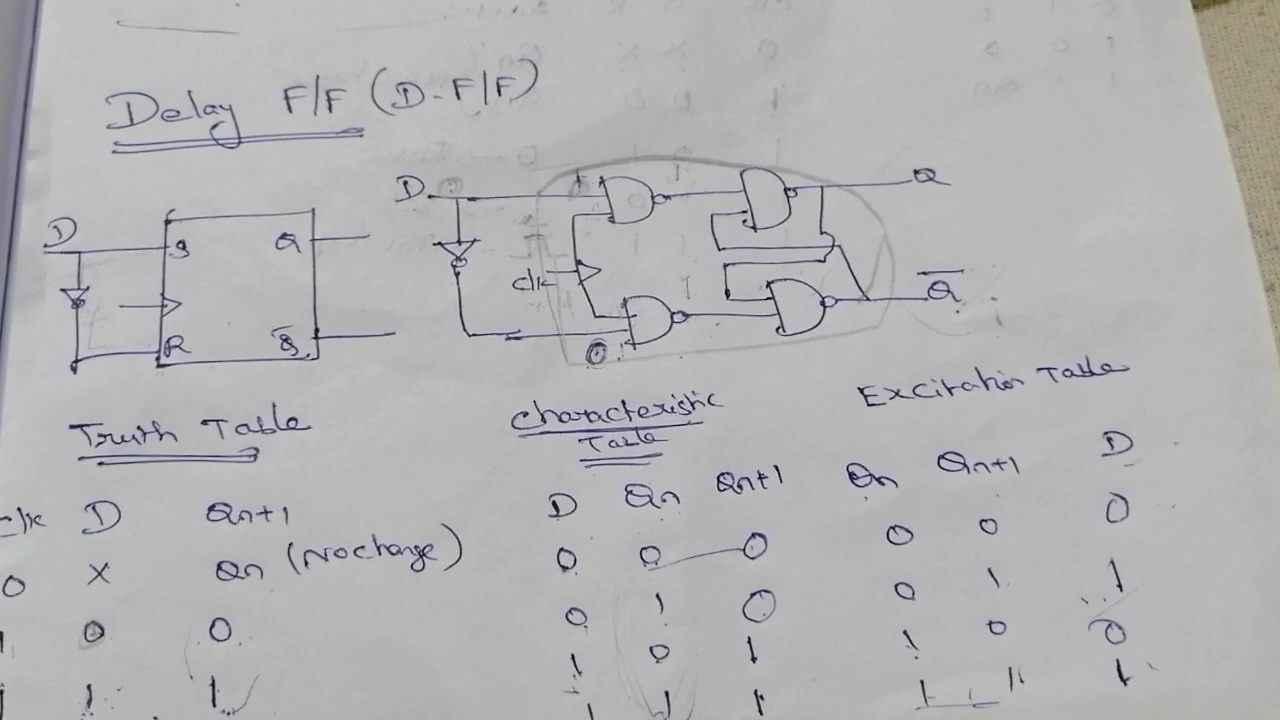 Delay F/F (D-F/F)
D
S Q
R Q̅
D Q
clk
Q̅
0
Truth Table
Characteristic Table
Excitation Table
clk D Qn+1
0 X Qn (No change)
1 0 0
1 1 1
D Qn Qn+1
0 0 0
0 1 0
1 0 1
1 1 1
Qn Qn+1 D
0 0 0
0 1 1
1 0 0
1 1 1